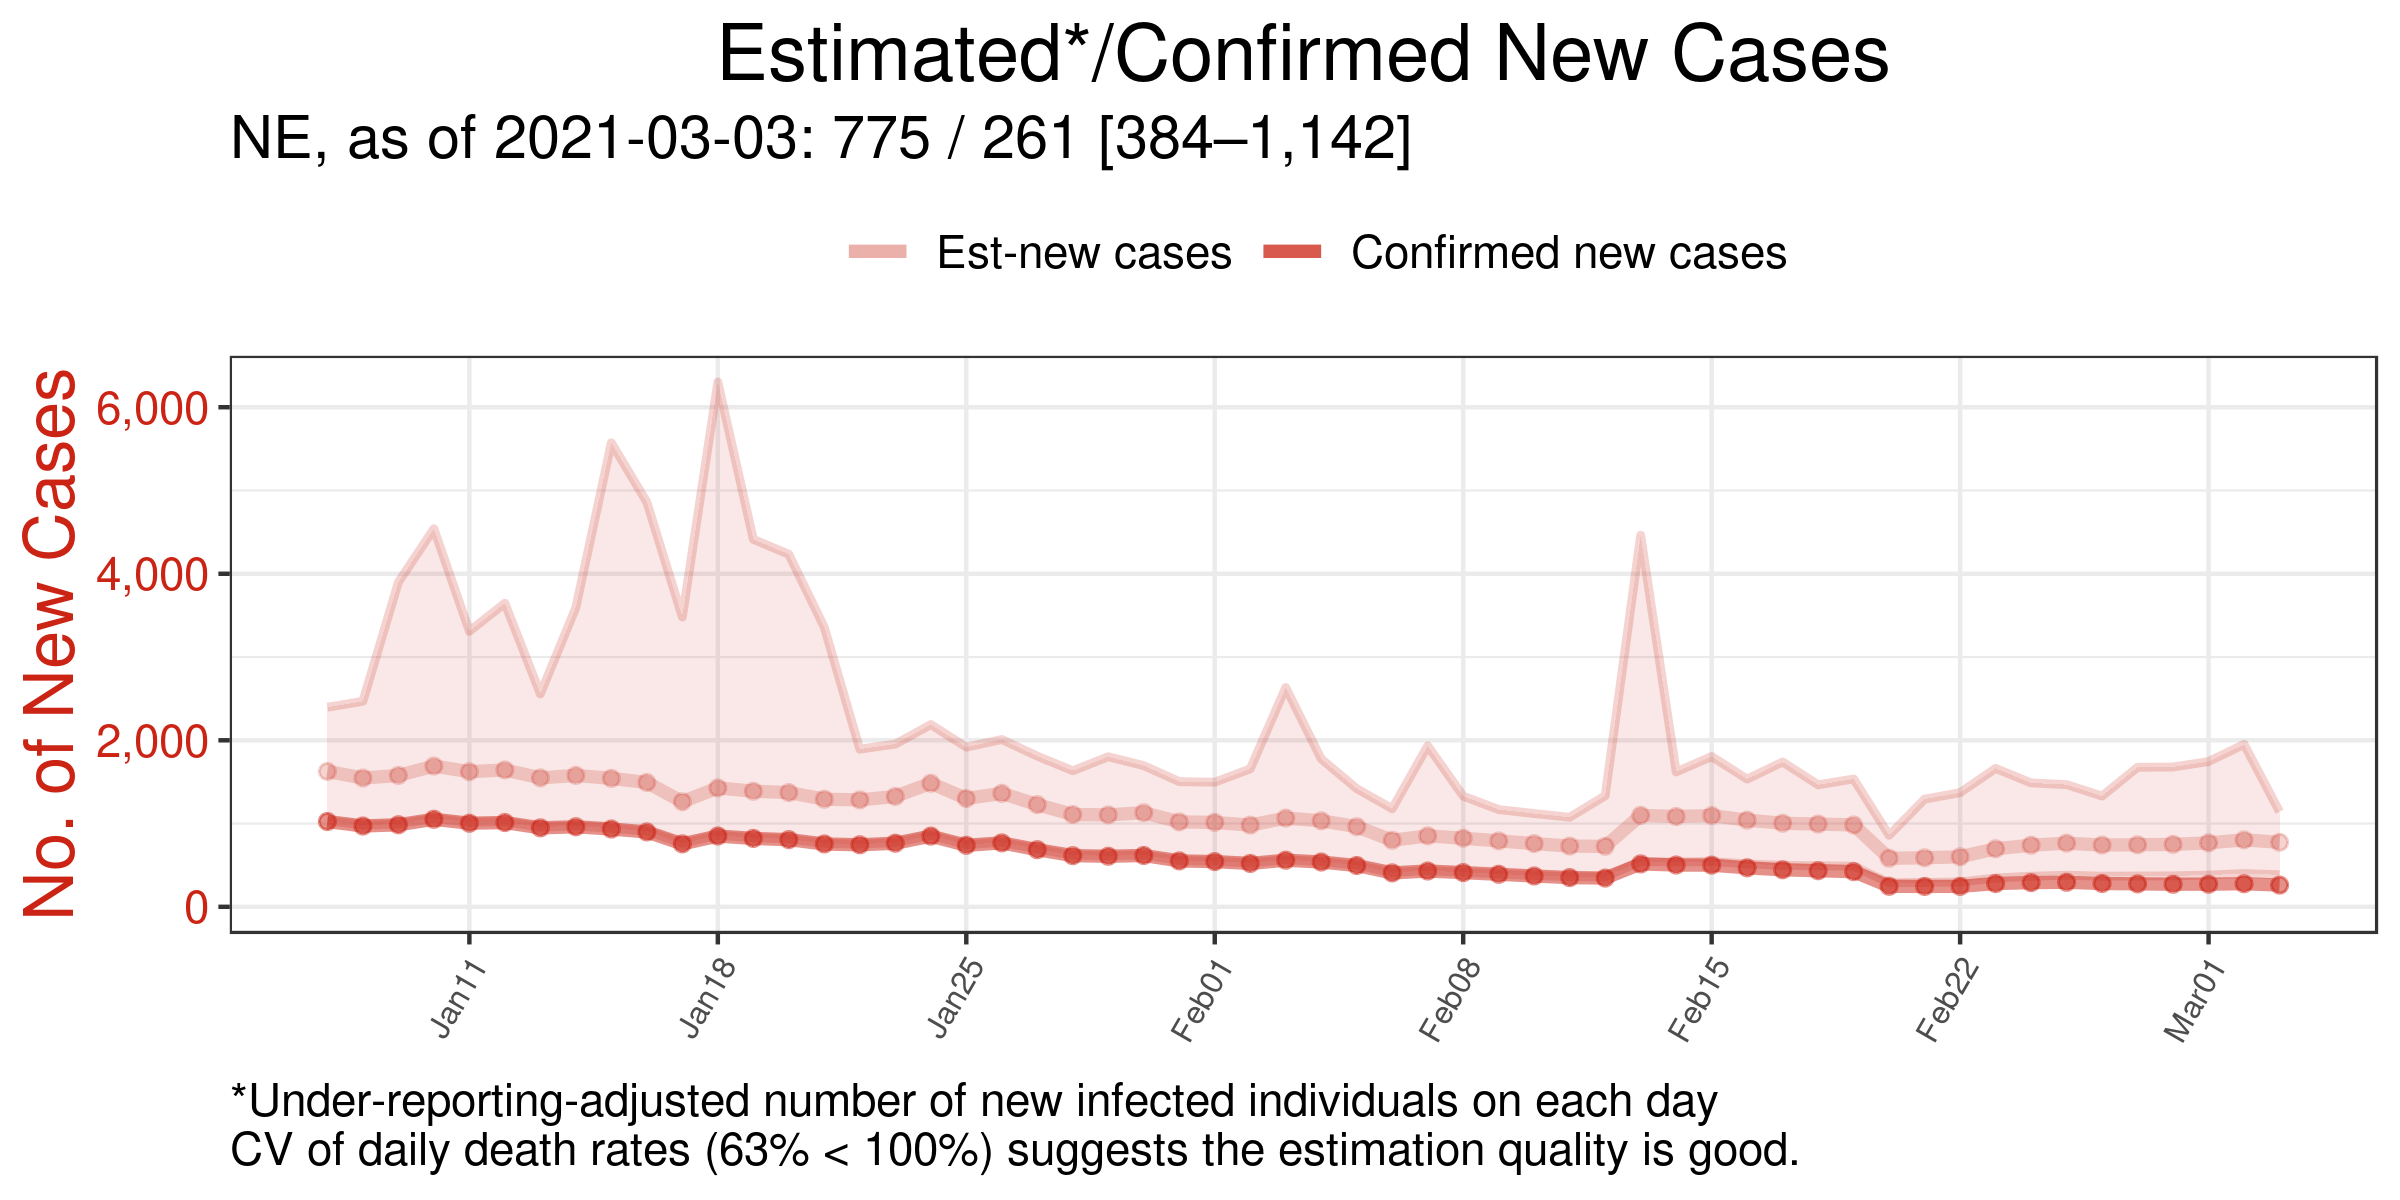 Estimated*/Confirmed New Cases
NE, as of 2021-03-03: 775 / 261 [384–1,142]
Est-new cases
Confirmed new cases
No. of New Cases
6,000
4,000
2,000
0
Jan11
Jan18
Jan25
Feb01
Feb08
Feb15
Feb22
Mar01
*Under-reporting-adjusted number of new infected individuals on each day
CV of daily death rates (63% < 100%) suggests the estimation quality is good.